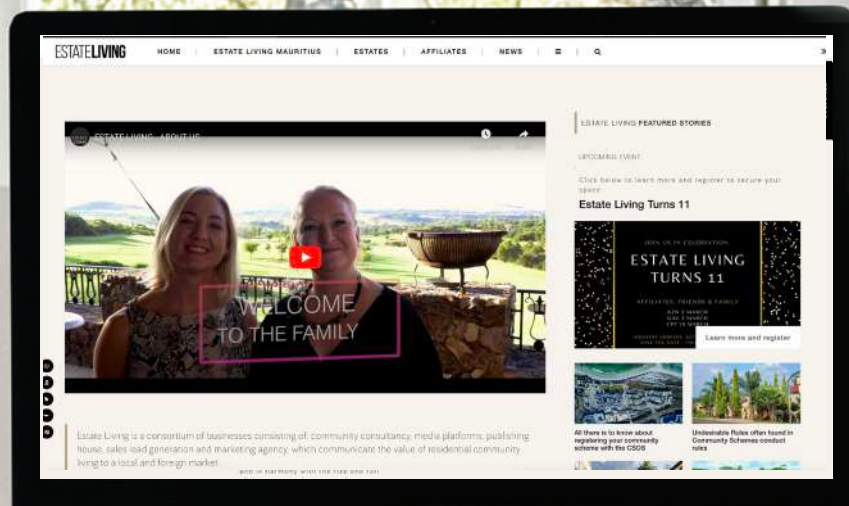 ESTATELIVING
HOME | ESTATE LIVING MAURITIUS | ESTATES | AFFILIATES | NEWS
ESTATE LIVING - ABOUT US
WELCOME
TO THE FAMILY
Estate Living is a consortium of businesses consisting of: community consultancy, media platforms, publishing
house, sales lead generation and marketing agency, which communicate the value of residential community
living to a local and foreign market.
ESTATE LIVING FEATURED STORIES
UPCOMING EVENT
Click below to learn more and register to secure your
space
Estate Living Turns 11
JOIN US IN CELEBRATION
ESTATE LIVING
TURNS 11
AFFILIATES, FRIENDS & FAMILY
Learn more and register
All there is to know about
registering your community
scheme with the CSOS
Undesirable Rules often found in
Community Schemes conduct
rules